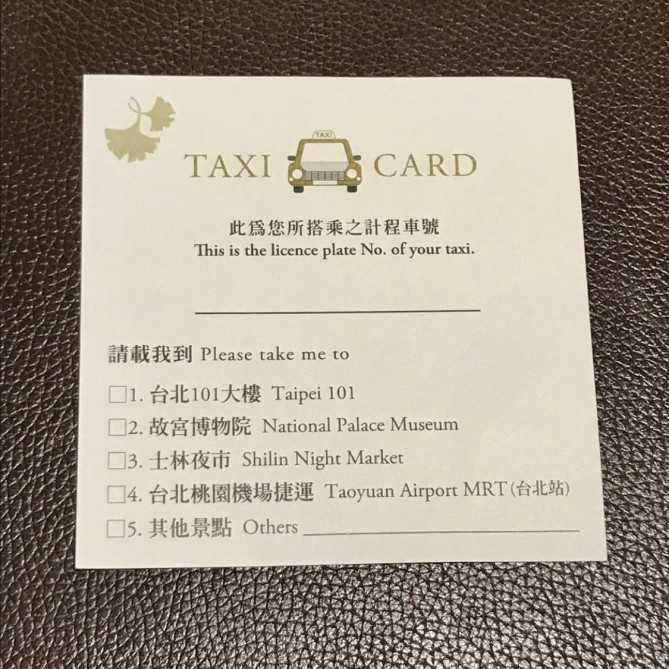 TAXI
TAXI CARD
此爲您所搭乘之計程車號
This is the licence plate No. of your taxi.
請載我到 Please take me to
□1. 台北101大樓 Taipei 101
□2. 故宮博物院 National Palace Museum
□3. 士林夜市 Shilin Night Market
□4. 台北桃園機場捷運 Taoyuan Airport MRT(台北站)
□5. 其他景點 Others